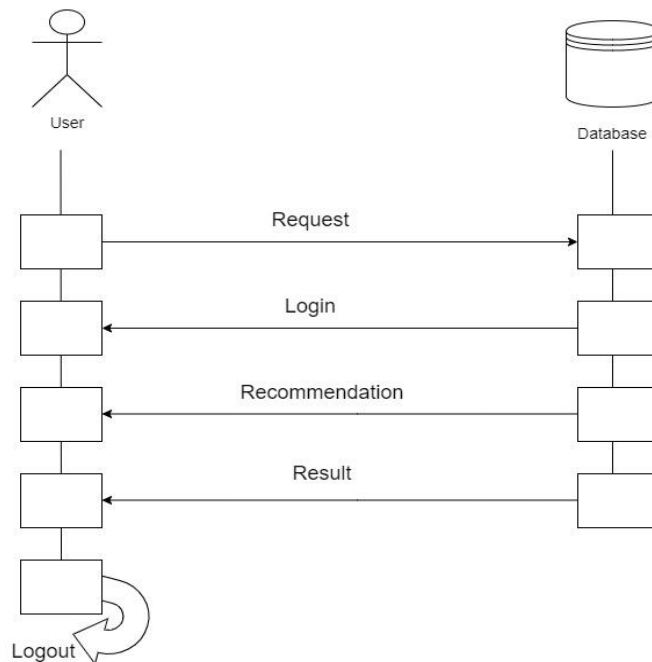 User
Database
Request
Login
Recommendation
Result
Logout